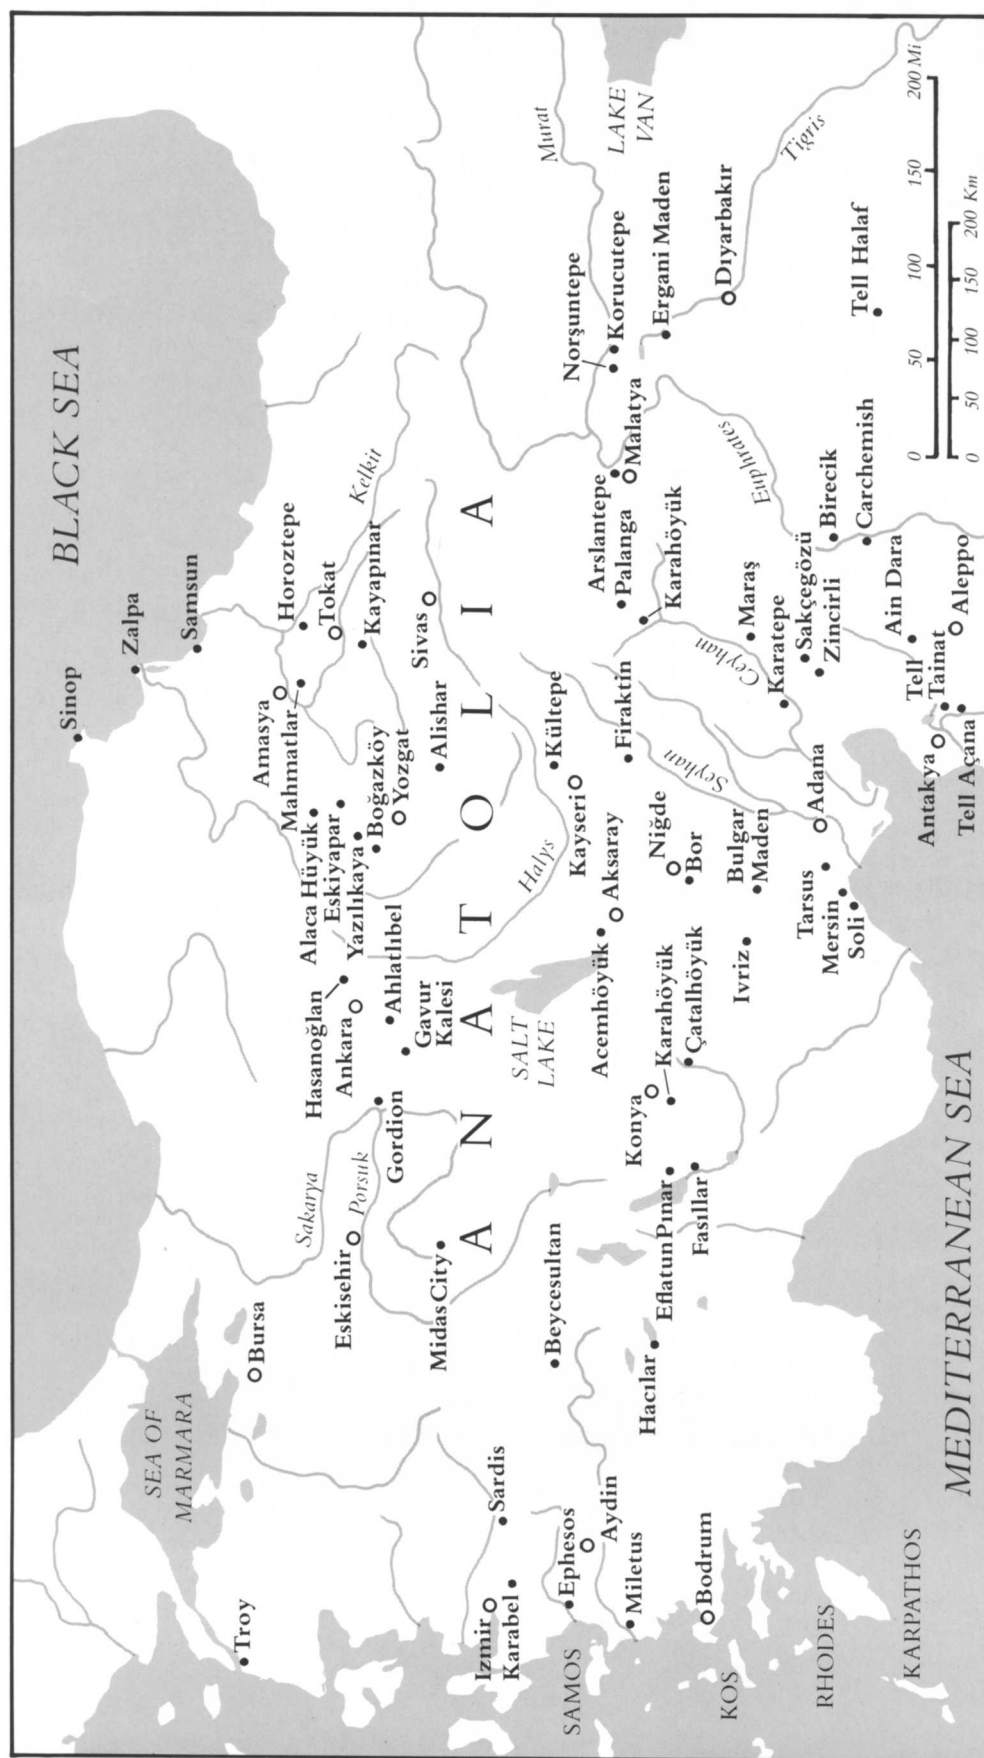 BLACK SEA
Sinop
Zalpa
Samsun
SEA OF
MARMARA
Bursa
Troy
Amasya
Mahmatlar
Horoztepe
Tokat
Kayapınar
Kelkit
Alaca Hüyük
Eskiyapar
Yazılıkaya
Boğazköy
Yozgat
Hasanoğlan
Ankara
Ahlatlıbel
Gavur
Kalesi
Gordion
Sakarya
Porsuk
Eskisehir
Midas City
Sivas
Alishar
ANATOLIA
Halys
SALT
LAKE
Murat
LAKE
VAN
Izmir
Karabel
Sardis
Beycesultan
Kültepe
Kayseri
Aksaray
Acemhöyük
Firaktin
Arslantepe
Palanga
Malatya
Karahöyük
Norşuntepe
Korucutepe
Ergani Maden
Dıyarbakır
Tigris
Euphrates
SAMOS
Ephesos
Aydin
Miletus
Hacılar
Eflatun Pınar
Fasıllar
Konya
Karahöyük
Çatalhöyük
Niğde
Bor
Bulgar
Maden
Ivriz
Seyhan
Ceyhan
Maraş
Karatepe
Sakçegözü
Zincirli
Birecik
Carchemish
Tell Halaf
Bodrum
KOS
RHODES
KARPATHOS
Tarsus
Mersin
Soli
Adana
Antakya
Tell
Tainat
Tell Açana
Ain Dara
Aleppo
MEDITERRANEAN SEA
0 50 100 150 200 Mi
0 50 100 150 200 Km